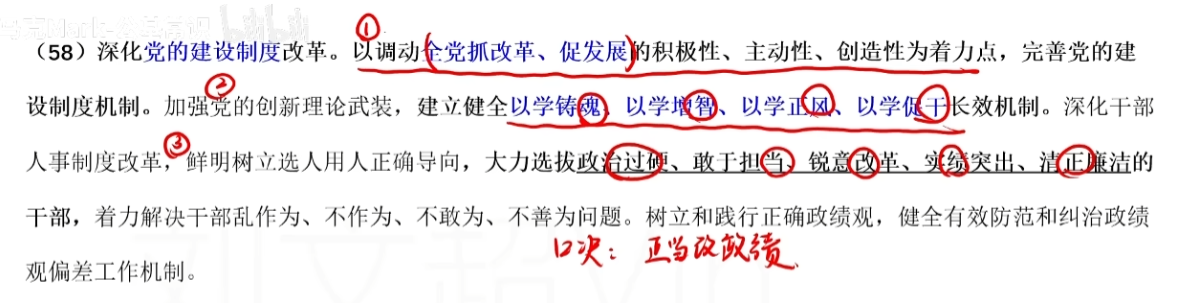 ①
（58）深化党的建设制度改革。以调动全党抓改革、促发展的积极性、主动性、创造性为着力点，完善党的建
设制度机制。加强党的创新理论武装，建立健全以学铸魂、以学增智、以学正风、以学促干长效机制。深化干部
②
人事制度改革，鲜明树立选人用人正确导向，大力选拔政治过硬、敢于担当、锐意改革、实绩突出、清正廉洁的
③
干部，着力解决干部乱作为、不作为、不敢为、不善为问题。树立和践行正确政绩观，健全有效防范和纠治政绩
口决：正当改政绩
观偏差工作机制。